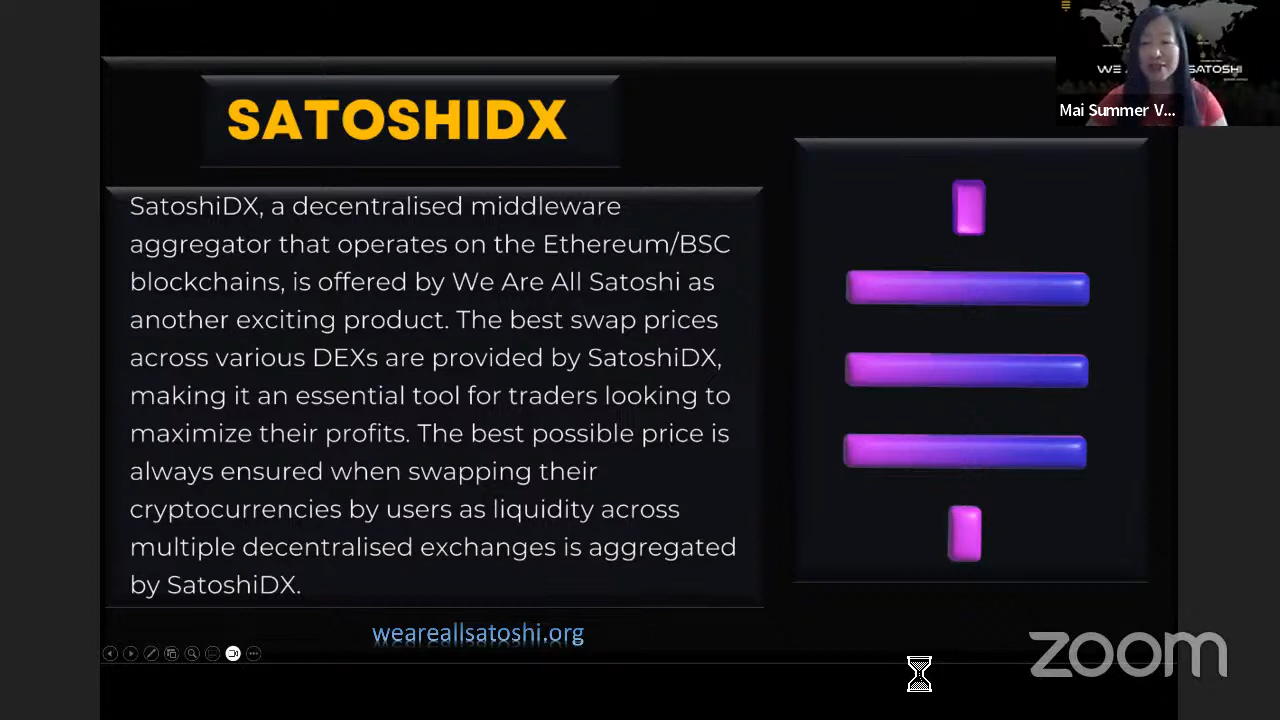 SATOSHIDX
SatoshiDX, a decentralised middleware
aggregator that operates on the Ethereum/BSC
blockchains, is offered by We Are All Satoshi as
another exciting product. The best swap prices
across various DEXs are provided by SatoshiDX,
making it an essential tool for traders looking to
maximize their profits. The best possible price is
always ensured when swapping their
cryptocurrencies by users as liquidity across
multiple decentralised exchanges is aggregated
by SatoshiDX.
weareallsatoshi.org
WE A SATOSHI
Mai Summer V...
zoom